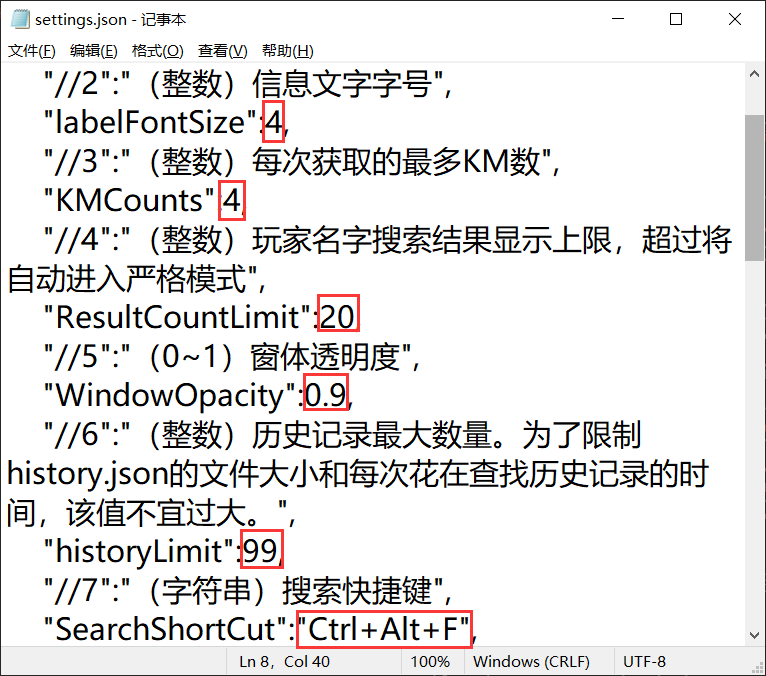 settings.json - 记事本
文件(F) 编辑(E) 格式(O) 查看(V) 帮助(H)
"//2":"（整数）信息文字字号",
"labelFontSize":4,
"//3":"（整数）每次获取的最多KM数",
"KMCounts":4,
"//4":"（整数）玩家名字搜索结果显示上限，超过将
自动进入严格模式",
"ResultCountLimit":20
"//5":"（0~1）窗体透明度",
"WindowOpacity":0.9,
"//6":"（整数）历史记录最大数量。为了限制
history.json的文件大小和每次花在查找历史记录的时
间，该值不宜过大。",
"historyLimit":99,
"//7":"（字符串）搜索快捷键",
"SearchShortCut":"Ctrl+Alt+F",
Ln 8，Col 40 100% Windows (CRLF) UTF-8